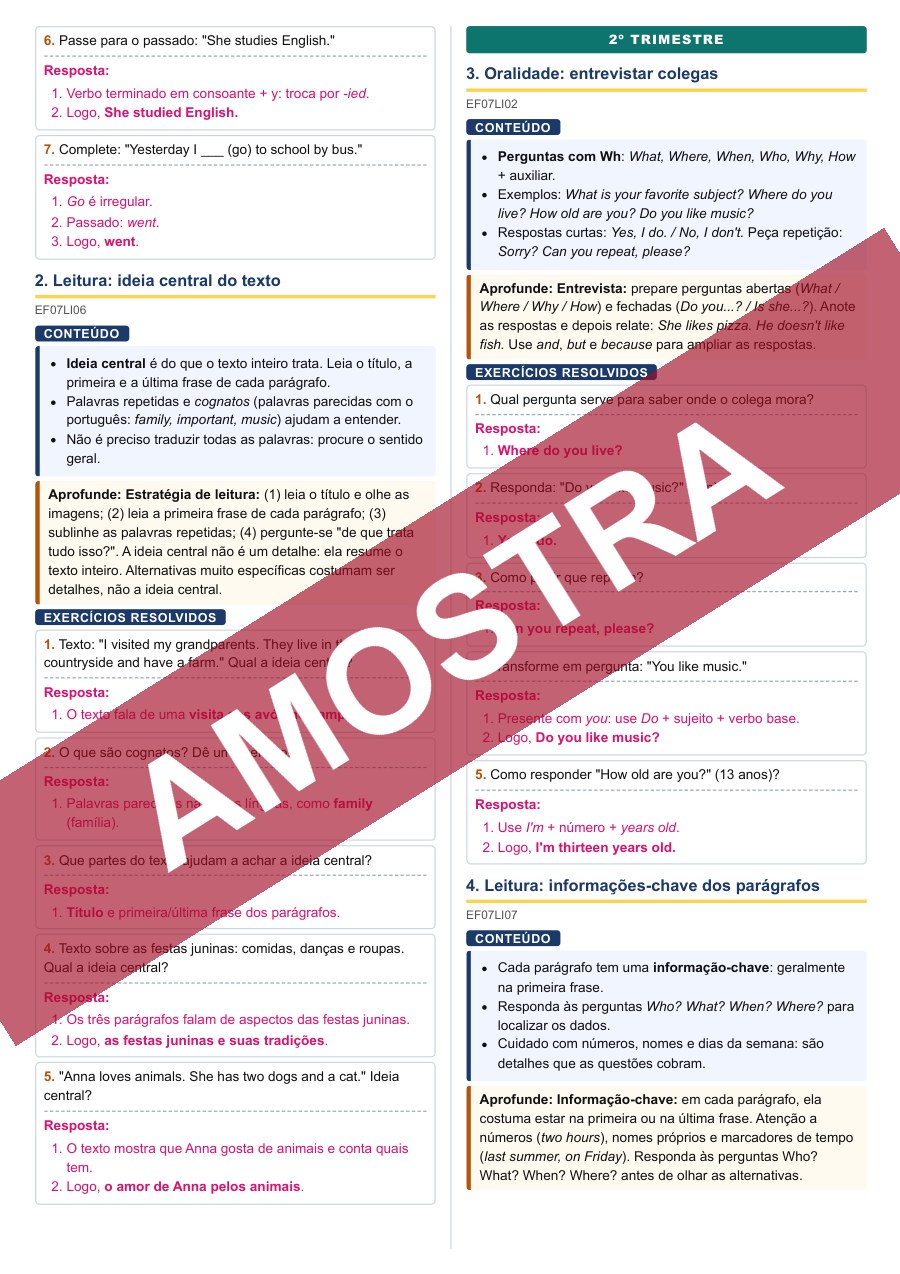 6. Passe para o passado: "She studies English."
Resposta:
1. Verbo terminado em consoante + y: troca por -ied.
2. Logo, She studied English.
7. Complete: "Yesterday I ___ (go) to school by bus."
Resposta:
1. Go é irregular.
2. Passado: went.
3. Logo, went.
2. Leitura: ideia central do texto
EF07LI06
CONTEÚDO
• Ideia central é do que o texto inteiro trata. Leia o título, a
primeira e a última frase de cada parágrafo.
• Palavras repetidas e cognatos (palavras parecidas com o
português: family, important, music) ajudam a entender.
• Não é preciso traduzir todas as palavras: procure o sentido
geral.
Aprofunde: Estratégia de leitura: (1) leia o título e olhe as
imagens; (2) leia a primeira frase de cada parágrafo; (3)
sublinhe as palavras repetidas; (4) pergunte-se "de que trata
tudo isso?". A ideia central não é um detalhe: ela resume o
texto inteiro. Alternativas muito específicas costumam ser
detalhes, não a ideia central.
EXERCÍCIOS RESOLVIDOS
1. Texto: "I visited my grandparents. They live in
countryside and have a farm." Qual a ideia
Resposta:
1. O texto fala de uma
2. O que são cognatos? Dê
Resposta:
1. Palavras como family
(família).
3. Que partes do texto ajudam a achar a ideia central?
Resposta:
1. Título e primeira/última frase dos parágrafos.
4. Texto sobre as festas juninas: comidas, danças e roupas.
Qual a ideia central?
Resposta:
1. Os três parágrafos falam de aspectos das festas juninas.
2. Logo, as festas juninas e suas tradições.
5. "Anna loves animals. She has two dogs and a cat." Ideia
central?
Resposta:
1. O texto mostra que Anna gosta de animais e conta quais
tem.
2. Logo, o amor de Anna pelos animais.
2º TRIMESTRE
3. Oralidade: entrevistar colegas
EF07LI02
CONTEÚDO
• Perguntas com Wh: What, Where, When, Who, Why, How
+ auxiliar.
• Exemplos: What is your favorite subject? Where do you
live? How old are you? Do you like music?
• Respostas curtas: Yes, I do. / No, I don't. Peça repetição:
Sorry? Can you repeat, please?
Aprofunde: Entrevista: prepare perguntas abertas (What /
Where / Why / How) e fechadas (Do you...? / Is she...?). Anote
as respostas e depois relate: She likes pizza. He doesn't like
fish. Use and, but e because para ampliar as respostas.
EXERCÍCIOS RESOLVIDOS
1. Qual pergunta serve para saber onde o colega mora?
Resposta:
1. Where do you live?
2. Responda: "Do music?"
Resposta:
1. do.
3. Como que
Resposta:
1. you repeat, please?
Transforme em pergunta: "You like music."
Resposta:
1. Presente com you: use Do + sujeito + verbo base.
2. Logo, Do you like music?
5. Como responder "How old are you?" (13 anos)?
Resposta:
1. Use I'm + número + years old.
2. Logo, I'm thirteen years old.
4. Leitura: informações-chave dos parágrafos
EF07LI07
CONTEÚDO
• Cada parágrafo tem uma informação-chave: geralmente
na primeira frase.
• Responda às perguntas Who? What? When? Where? para
localizar os dados.
• Cuidado com números, nomes e dias da semana: são
detalhes que as questões cobram.
Aprofunde: Informação-chave: em cada parágrafo, ela
costuma estar na primeira ou na última frase. Atenção a
números (two hours), nomes próprios e marcadores de tempo
(last summer, on Friday). Responda às perguntas Who?
What? When? Where? antes de olhar as alternativas.
AMOSTRA